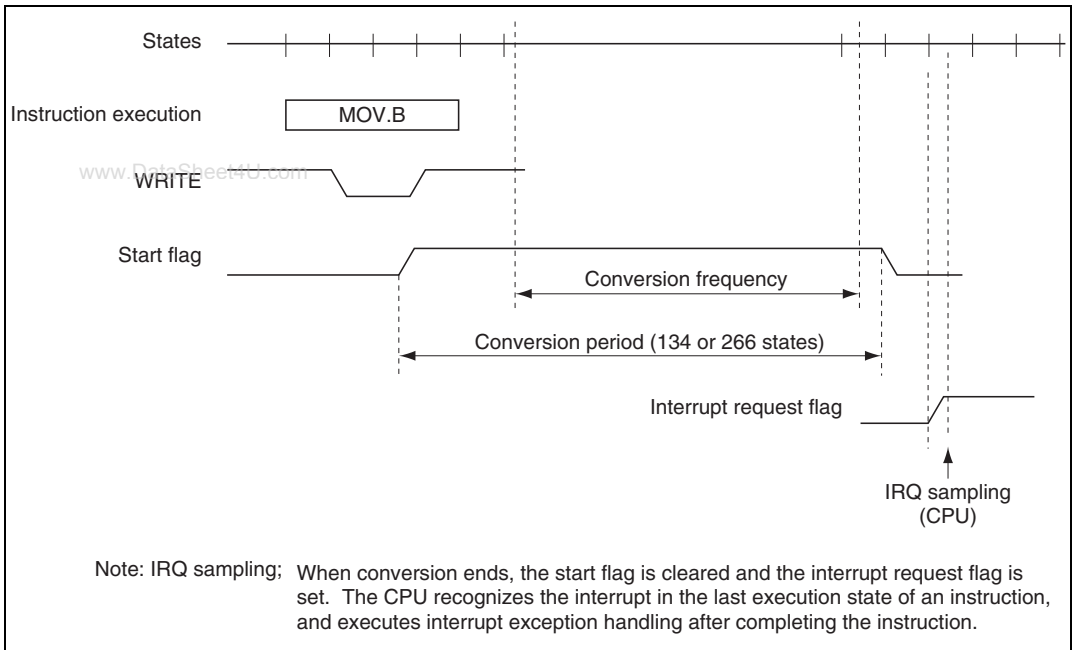 States
Instruction execution
MOV.B
www.DataSheet4U.com
WRITE
Start flag
Conversion frequency
Conversion period (134 or 266 states)
Interrupt request flag
IRQ sampling
(CPU)
Note: IRQ sampling; When conversion ends, the start flag is cleared and the interrupt request flag is
set. The CPU recognizes the interrupt in the last execution state of an instruction,
and executes interrupt exception handling after completing the instruction.